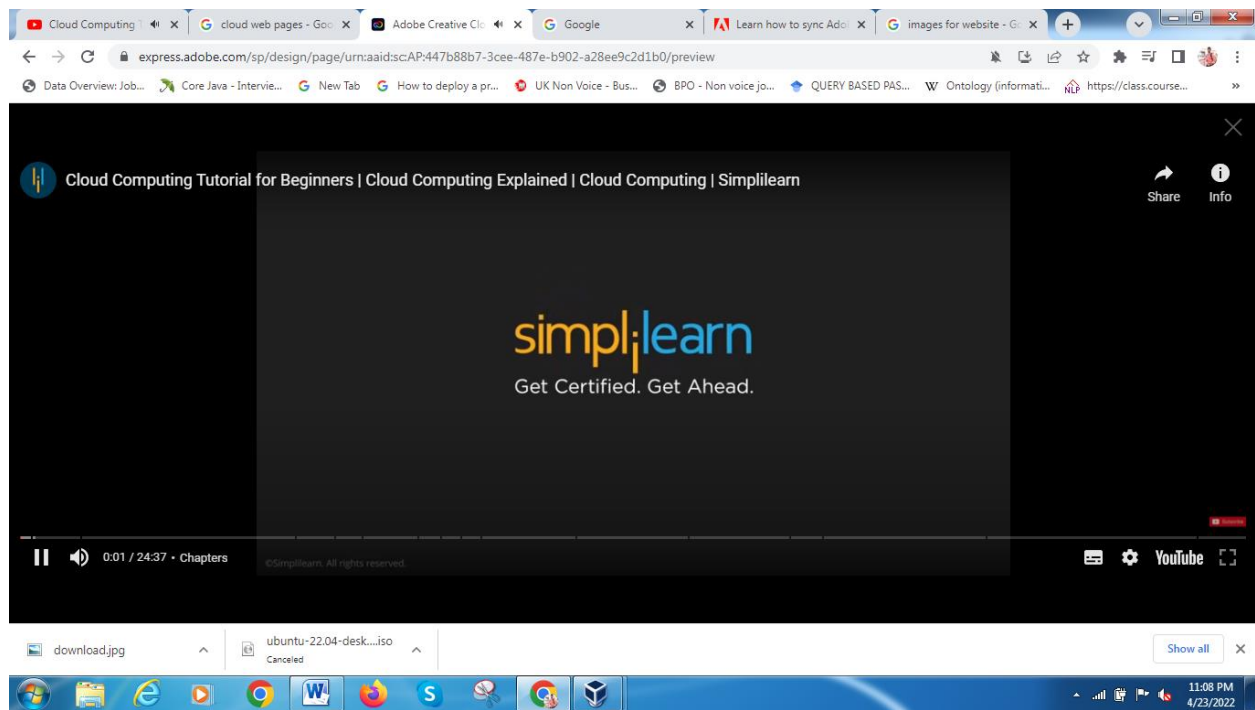 Cloud Computing T
cloud web pages - Goo
Adobe Creative Clo
Google
Learn how to sync Adol
images for website - Go
express.adobe.com/sp/design/page/urn:aaid:sc:AP:447b88b7-3cee-487e-b902-a28ee9c2d1b0/preview
Data Overview: Job...
Core Java - Intervie...
New Tab
How to deploy a pr...
UK Non Voice - Bus...
BPO - Non voice jo...
QUERY BASED PAS...
W Ontology (informati...
NLP https://class.course...
»
Cloud Computing Tutorial for Beginners | Cloud Computing Explained | Cloud Computing | Simplilearn
Share
Info
simplilearn
Get Certified. Get Ahead.
0:01 / 24:37 • Chapters
©Simplilearn. All rights reserved.
YouTube
download.jpg
ubuntu-22.04-desk....iso
Canceled
Show all
11:08 PM
4/23/2022